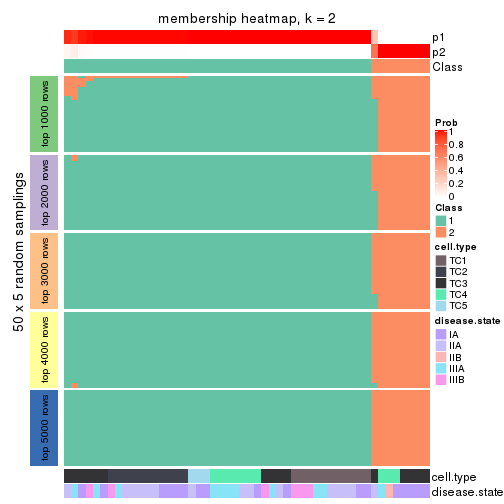 membership heatmap, k = 2
p1
p2
Class
50 x 5 random samplings
top 1000 rows
top 2000 rows
top 3000 rows
top 4000 rows
top 5000 rows
cell.type
disease.state
Prob
1
0.8
0.6
0.4
0.2
0
Class
1
2
cell.type
TC1
TC2
TC3
TC4
TC5
disease.state
IA
IIA
IIB
IIIA
IIIB